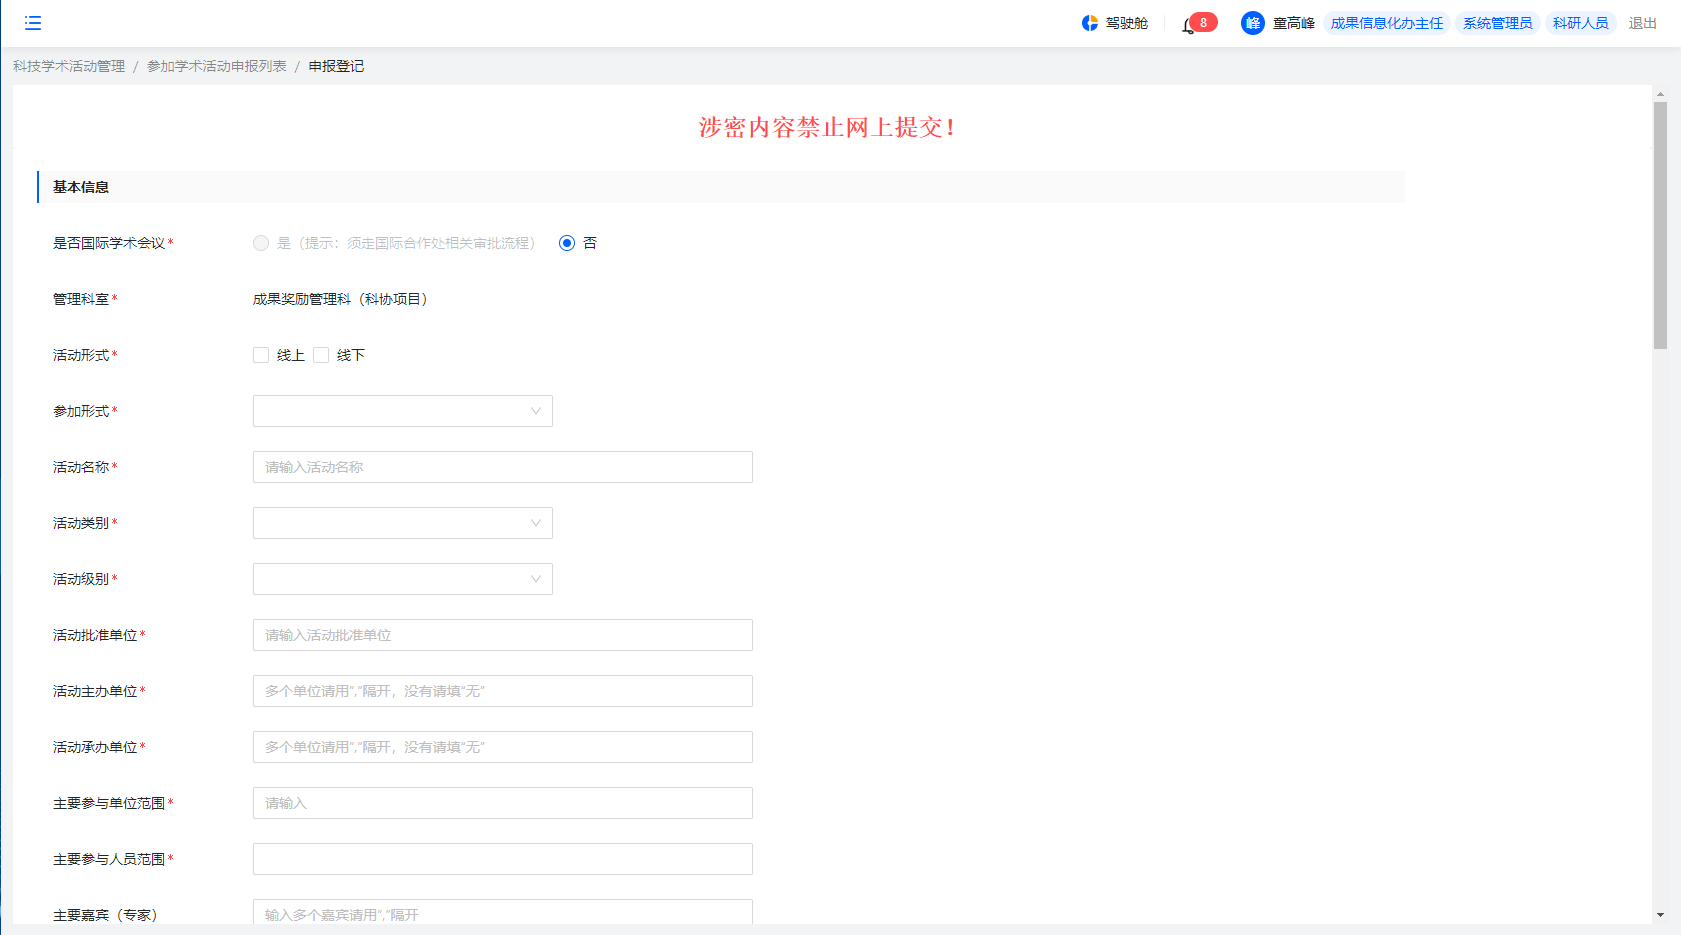 驾驶舱 8 峰 童高峰 成果信息化办主任 系统管理员 科研人员 退出
科技学术活动管理 / 参加学术活动申报列表 / 申报登记
涉密内容禁止网上提交！
基本信息
是否国际学术会议* 是（提示：须走国际合作处相关审批流程） 否
管理科室* 成果奖励管理科（科协项目）
活动形式* 线上 线下
参加形式*
活动名称* 请输入活动名称
活动类别*
活动级别*
活动批准单位* 请输入活动批准单位
活动主办单位* 多个单位请用","隔开，没有请填"无"
活动承办单位* 多个单位请用","隔开，没有请填"无"
主要参与单位范围* 请输入
主要参与人员范围*
主要嘉宾（专家） 输入多个嘉宾请用","隔开